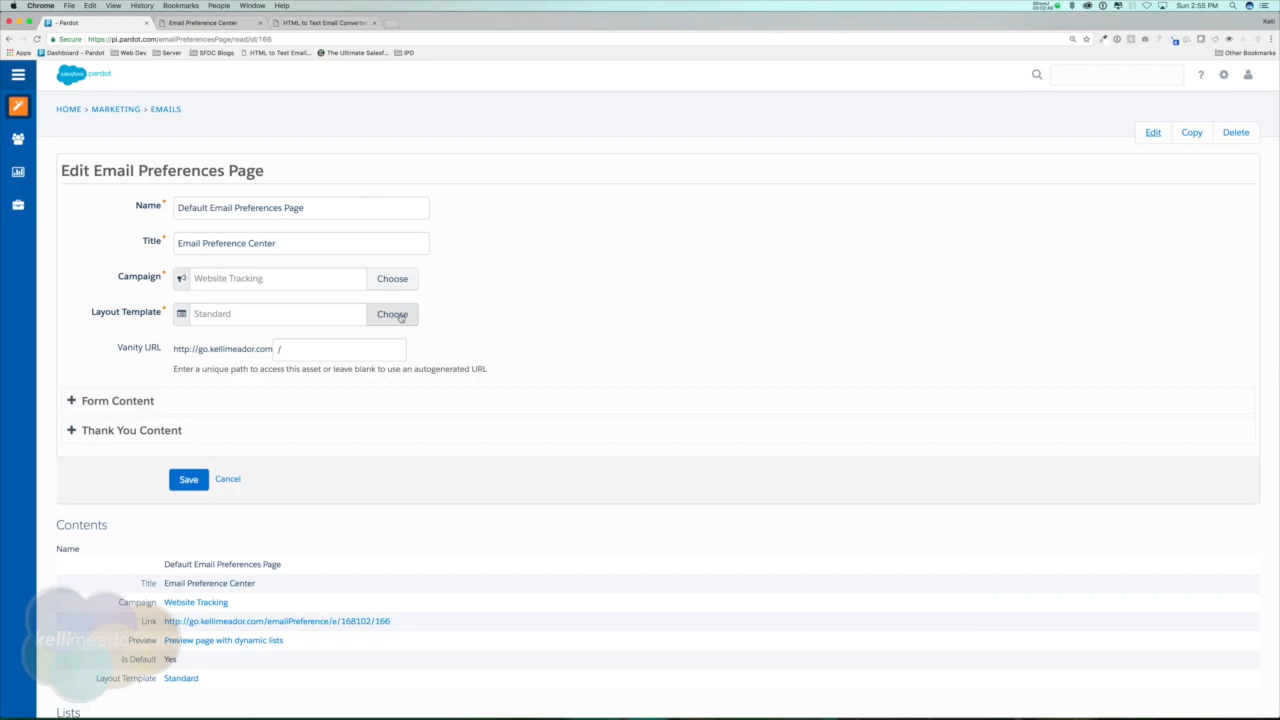 Chrome File Edit View History Bookmarks People Window Help Sun 2:55 PM
- Pardot Email Preference Center HTML to Text Email Converter Kelli
Secure https://pi.pardot.com/emailPreferencesPage/read/id/166
Apps Dashboard - Pardot Web Dev Server SFDC Blogs HTML to Text Email... The Ultimate Salesf... IPD Other Bookmarks
salesforce pardot
HOME > MARKETING > EMAILS
Edit Copy Delete
Edit Email Preferences Page
Name* Default Email Preferences Page
Title* Email Preference Center
Campaign* Website Tracking Choose
Layout Template* Standard Choose
Vanity URL http://go.kellimeador.com /
Enter a unique path to access this asset or leave blank to use an autogenerated URL
+ Form Content
+ Thank You Content
Save Cancel
Contents
Name
Default Email Preferences Page
Title Email Preference Center
Campaign Website Tracking
Link http://go.kellimeador.com/emailPreference/e/168102/166
Preview Preview page with dynamic lists
Is Default Yes
Layout Template Standard
Lists